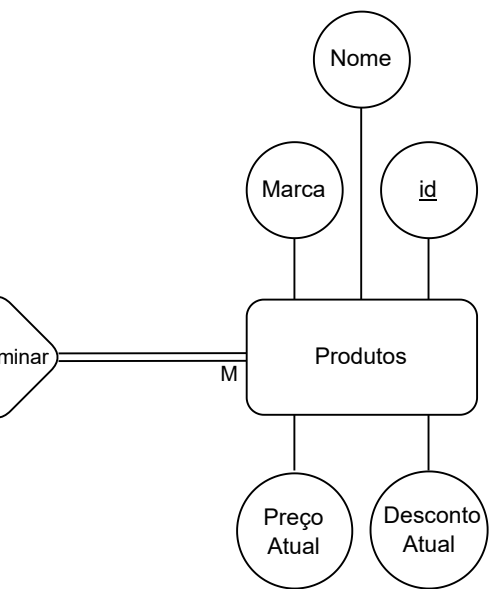 Nome
Marca
id
minar
Produtos
M
Preço
Atual
Desconto
Atual